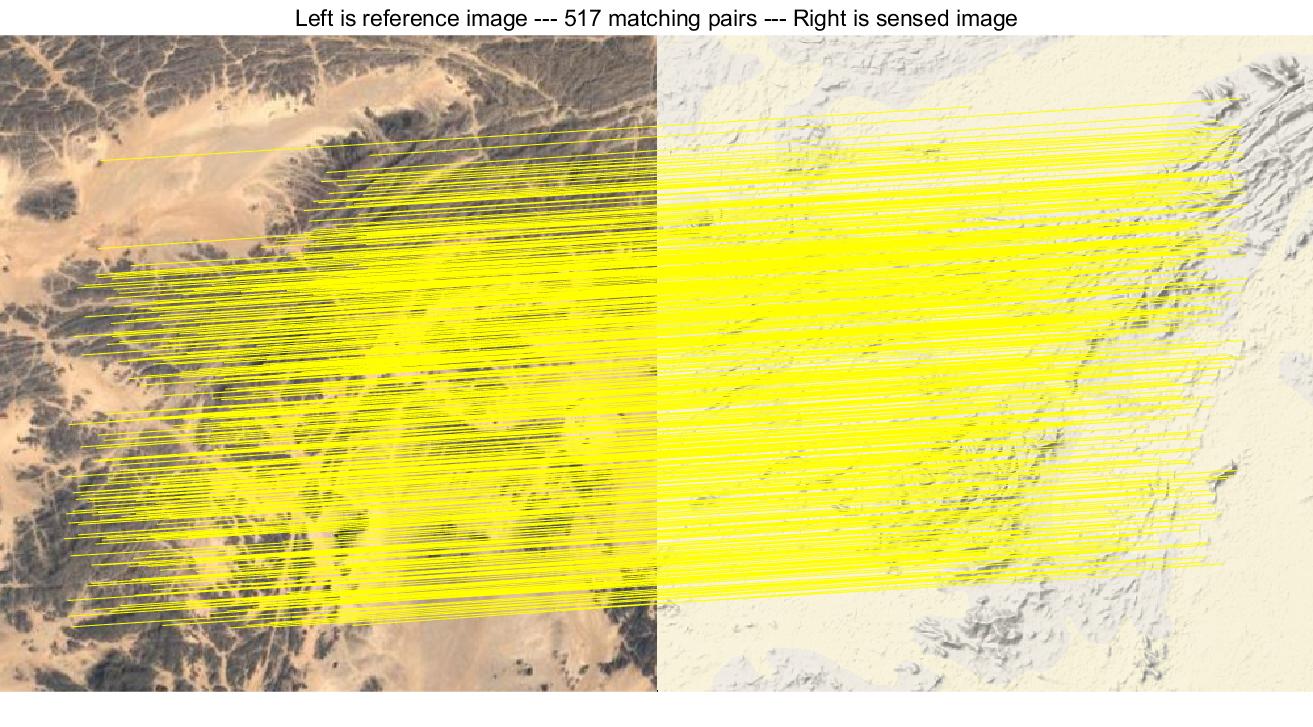 Left is reference image --- 517 matching pairs --- Right is sensed image